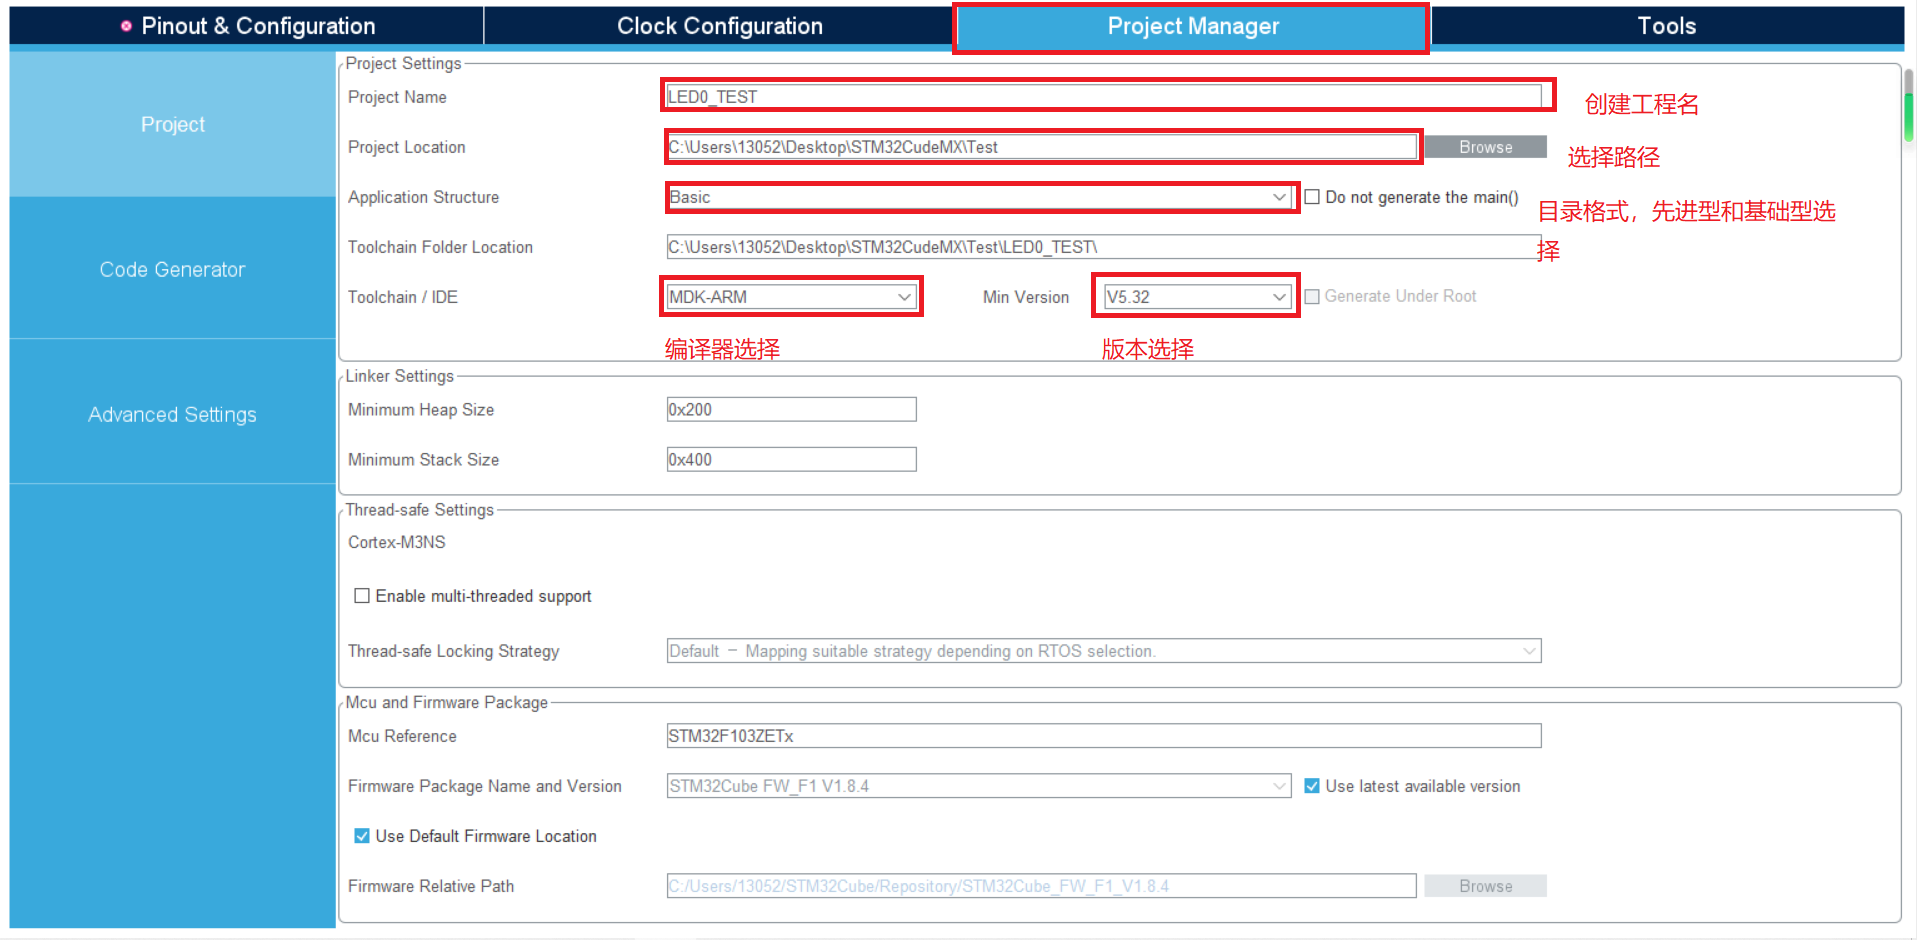 Pinout & Configuration
Clock Configuration
Project Manager
Tools
Project
Code Generator
Advanced Settings
Project Settings
Project Name
LED0_TEST
创建工程名
Project Location
C:\Users\13052\Desktop\STM32CudeMX\Test
Browse
选择路径
Application Structure
Basic
Do not generate the main()
目录格式，先进型和基础型选
择
Toolchain Folder Location
C:\Users\13052\Desktop\STM32CudeMX\Test\LED0_TEST\
Toolchain / IDE
MDK-ARM
Min Version
V5.32
Generate Under Root
编译器选择
版本选择
Linker Settings
Minimum Heap Size
0x200
Minimum Stack Size
0x400
Thread-safe Settings
Cortex-M3NS
Enable multi-threaded support
Thread-safe Locking Strategy
Default － Mapping suitable strategy depending on RTOS selection.
Mcu and Firmware Package
Mcu Reference
STM32F103ZETx
Firmware Package Name and Version
STM32Cube FW_F1 V1.8.4
Use latest available version
Use Default Firmware Location
Firmware Relative Path
C:/Users/13052/STM32Cube/Repository/STM32Cube_FW_F1_V1.8.4
Browse